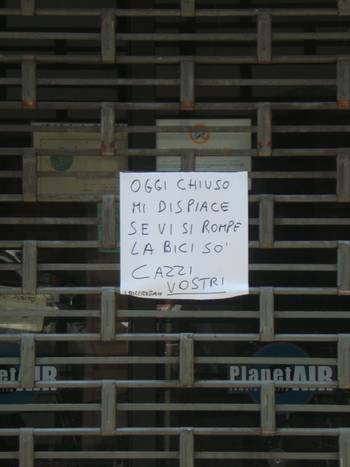 OGGI CHIUSO
MI DISPIACE
SE VI SI ROMPE
LA BICI SO'
CAZZI
VOSTRI
PlanetAIR
PlanetAIR